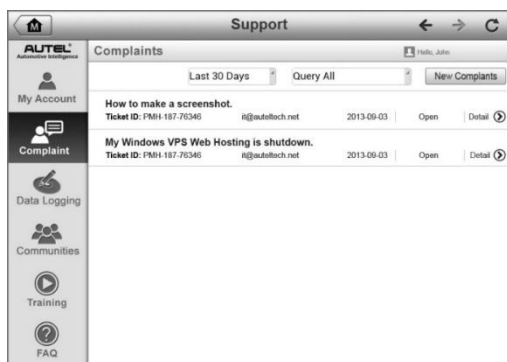 M
Support
AUTEL
Automotive Intelligence
Complaints
Hello, John
Last 30 Days
Query All
New Complants
My Account
How to make a screenshot.
Ticket ID: PMH-187-76346 it@auteltech.net 2013-09-03 Open Detail
Complaint
My Windows VPS Web Hosting is shutdown.
Ticket ID: PMH-187-76346 it@auteltech.net 2013-09-03 Open Detail
Data Logging
Communities
Training
?
FAQ